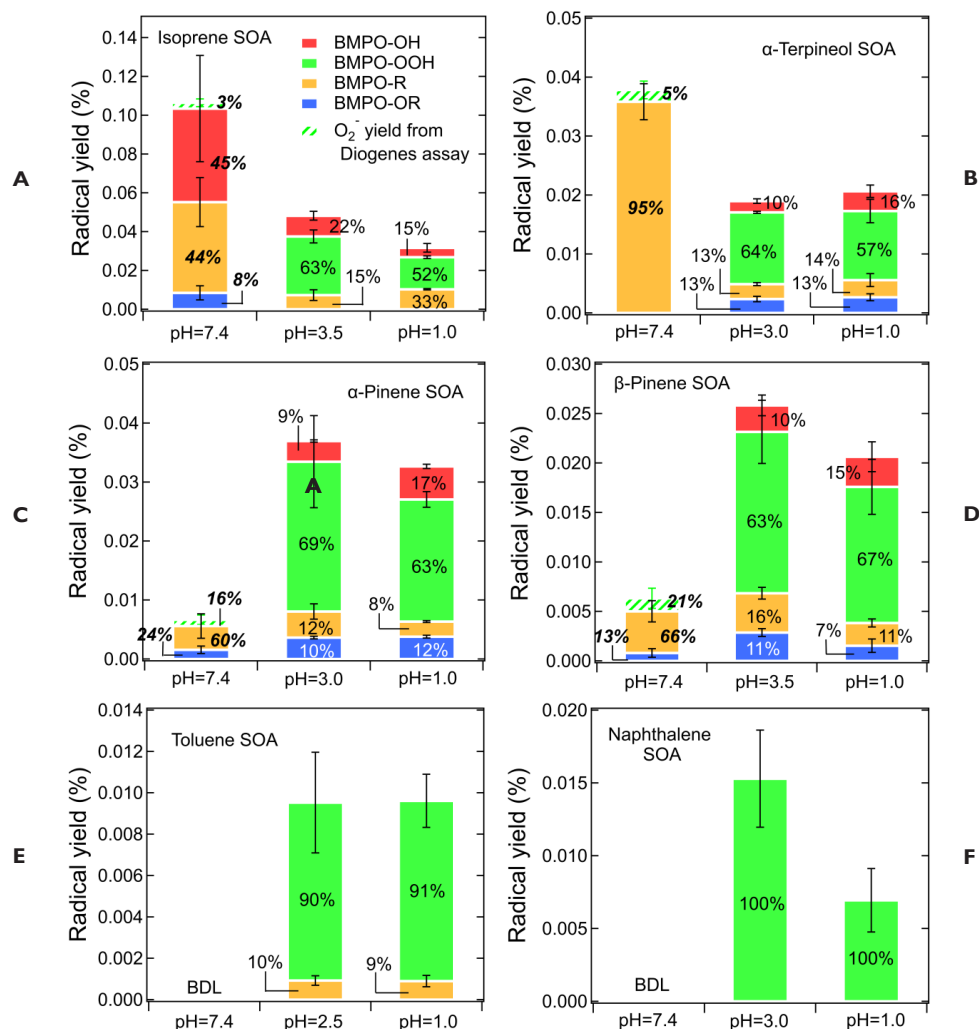 A
Radical yield (%)
0.14
0.12
0.10
0.08
0.06
0.04
0.02
0.00
Isoprene SOA
BMPO-OH
BMPO-OOH
BMPO-R
BMPO-OR
O2- yield from
Diogenes assay
3%
45%
44%
8%
22%
63%
15%
15%
52%
33%
pH=7.4 pH=3.5 pH=1.0
B
Radical yield (%)
0.05
0.04
0.03
0.02
0.01
0.00
α-Terpineol SOA
5%
95%
10%
64%
13%
13%
16%
57%
14%
13%
pH=7.4 pH=3.0 pH=1.0
C
Radical yield (%)
0.05
0.04
0.03
0.02
0.01
0.00
α-Pinene SOA
16%
24%
60%
9%
A
69%
12%
10%
17%
63%
8%
12%
pH=7.4 pH=3.0 pH=1.0
D
Radical yield (%)
0.030
0.025
0.020
0.015
0.010
0.005
0.000
β-Pinene SOA
21%
13%
66%
10%
63%
16%
11%
15%
67%
7%
11%
pH=7.4 pH=3.5 pH=1.0
E
Radical yield (%)
0.014
0.012
0.010
0.008
0.006
0.004
0.002
0.000
Toluene SOA
BDL
90%
10%
91%
9%
pH=7.4 pH=2.5 pH=1.0
F
Radical yield (%)
0.020
0.015
0.010
0.005
0.000
Naphthalene
SOA
BDL
100%
100%
pH=7.4 pH=3.0 pH=1.0